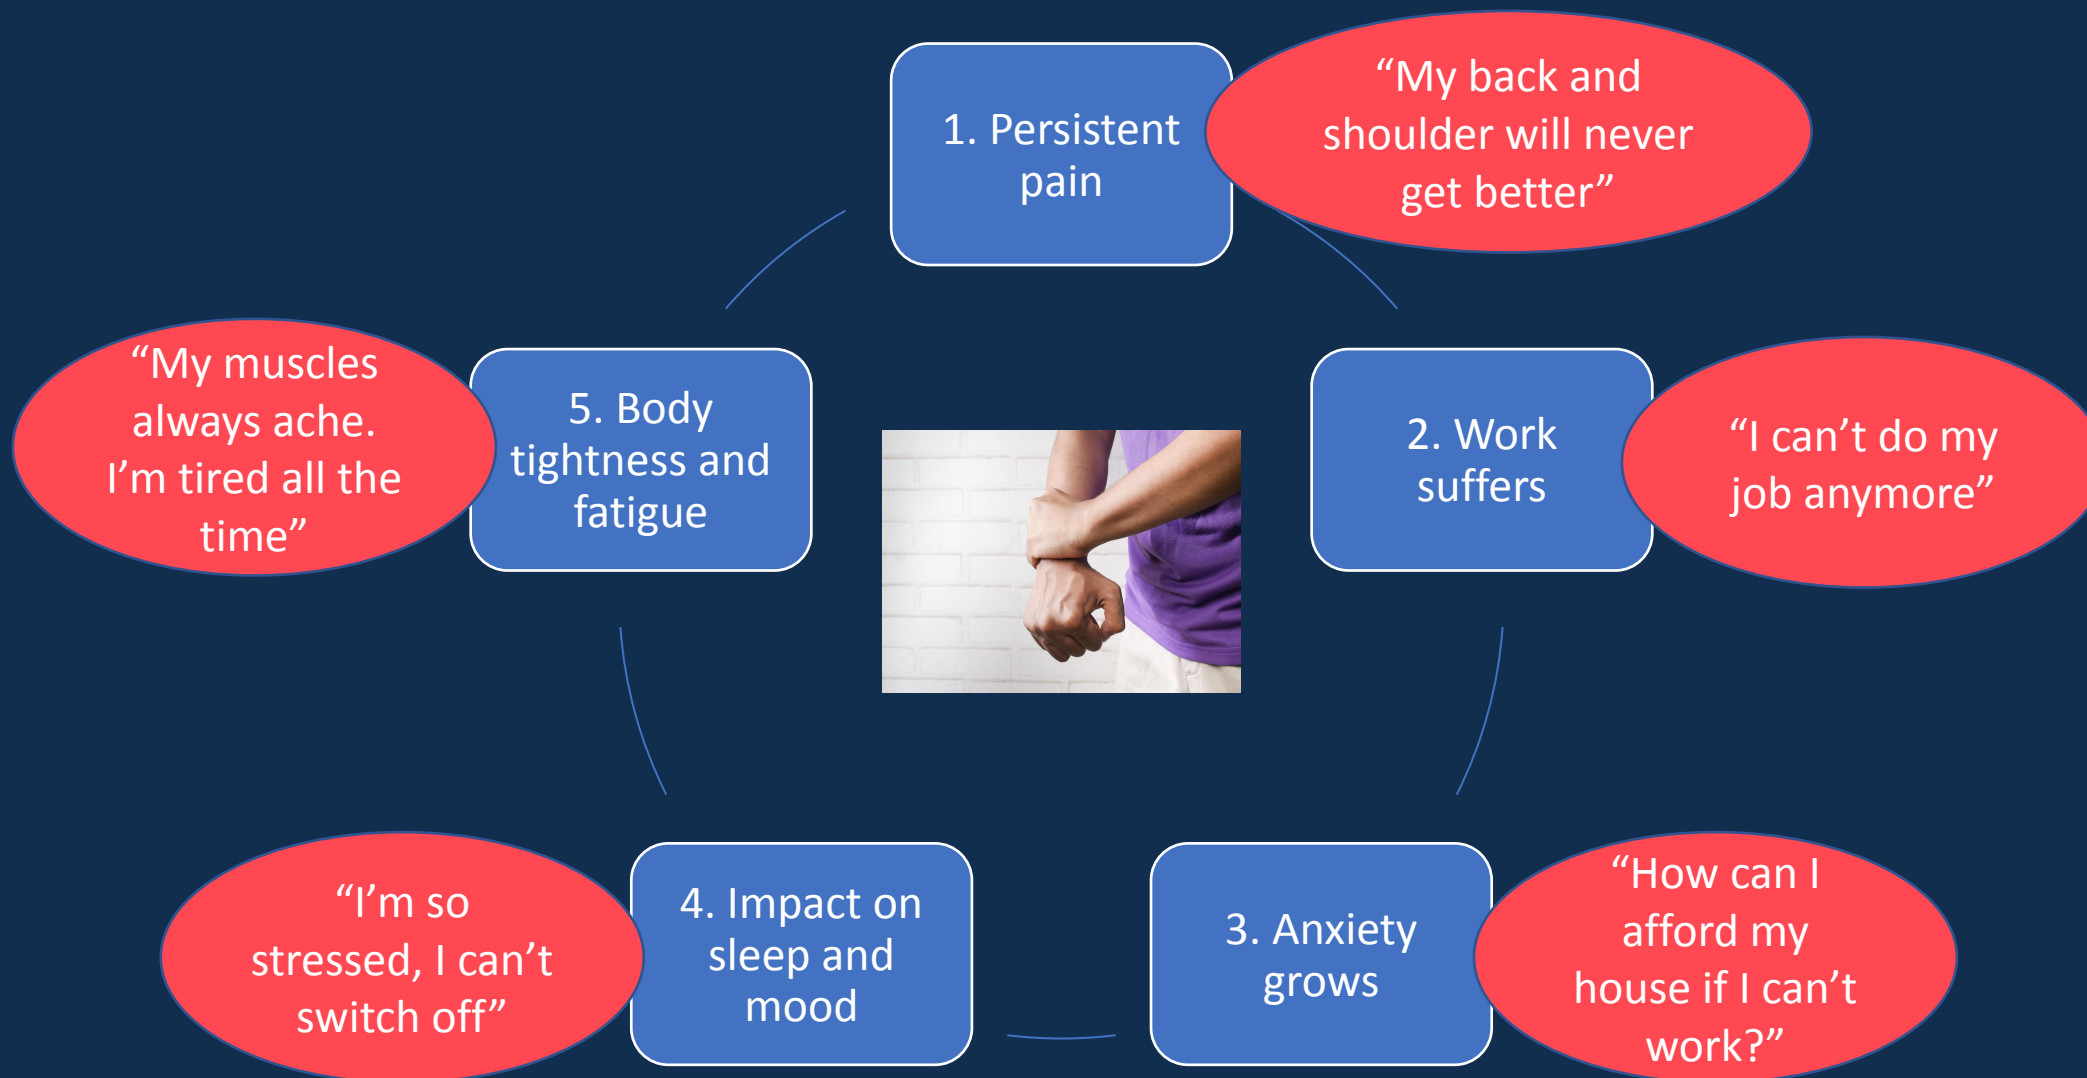 1. Persistent
pain
“My back and
shoulder will never
get better”
2. Work
suffers
“I can’t do my
job anymore”
3. Anxiety
grows
“How can I
afford my
house if I can’t
work?”
4. Impact on
sleep and
mood
“I’m so
stressed, I can’t
switch off”
5. Body
tightness and
fatigue
“My muscles
always ache.
I’m tired all the
time”